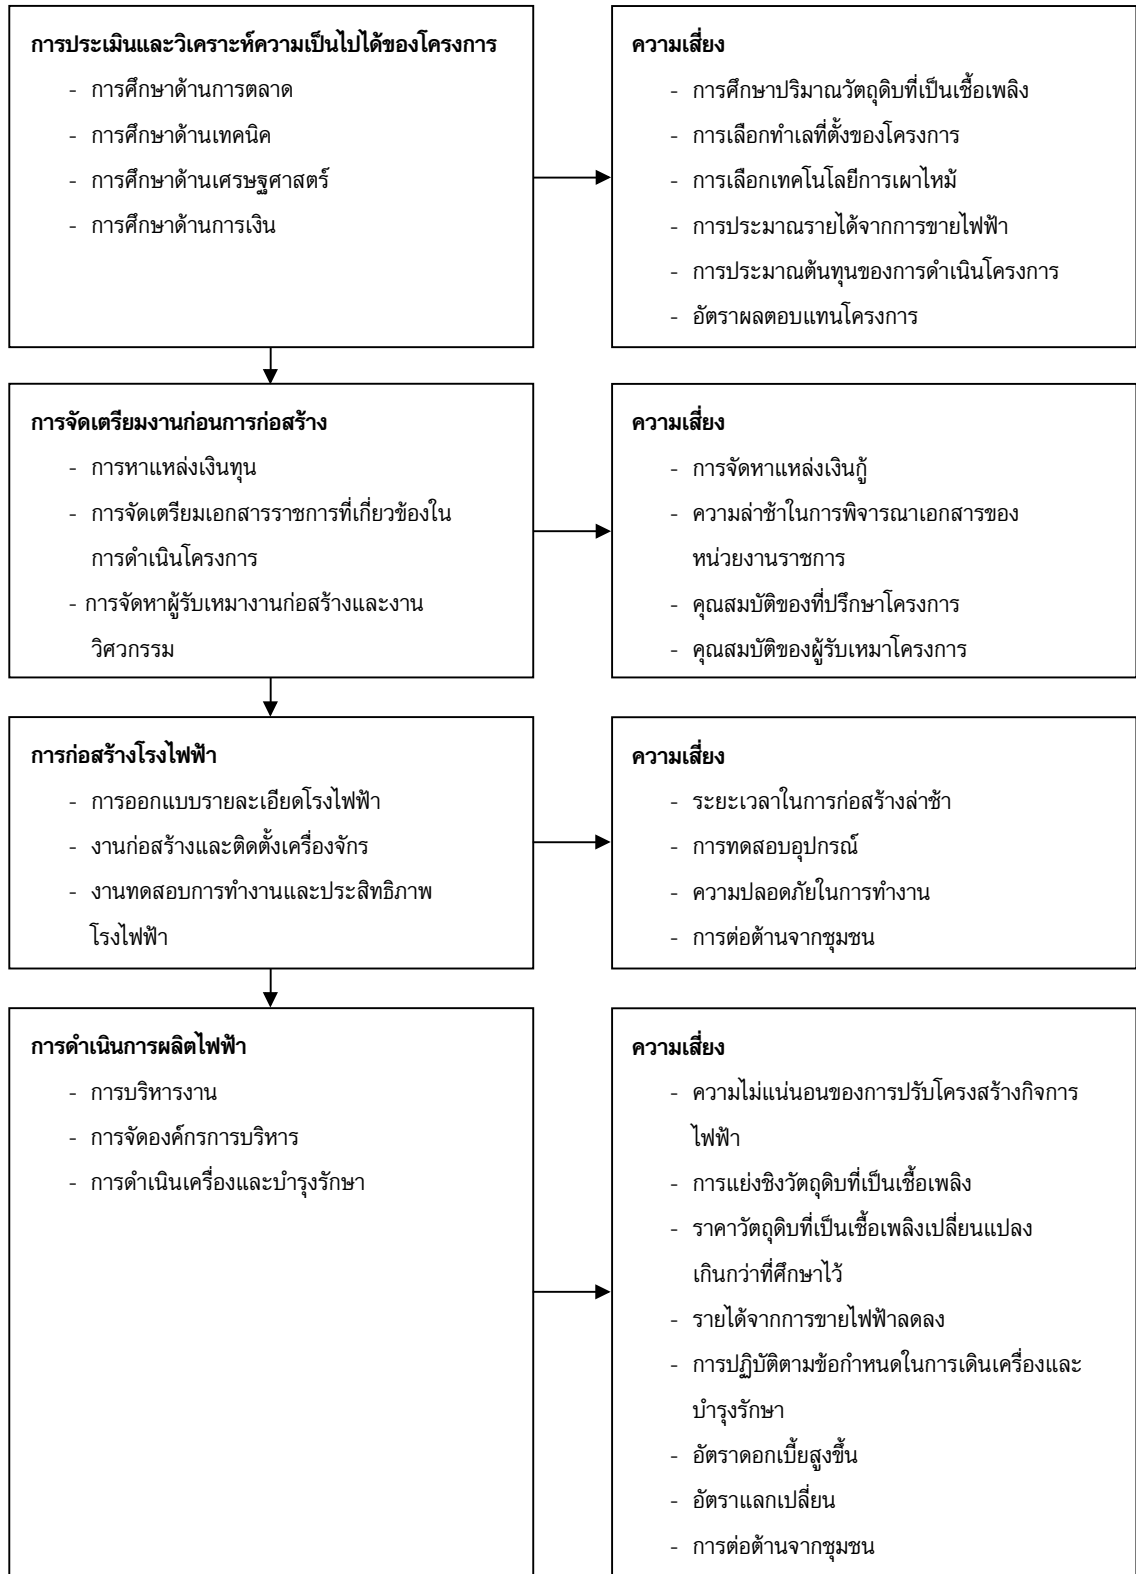 การประเมินและวิเคราะห์ความเป็นไปได้ของโครงการ
- การศึกษาด้านการตลาด
- การศึกษาด้านเทคนิค
- การศึกษาด้านเศรษฐศาสตร์
- การศึกษาด้านการเงิน
ความเสี่ยง
- การศึกษาปริมาณวัตถุดิบที่เป็นเชื้อเพลิง
- การเลือกทำเลที่ตั้งของโครงการ
- การเลือกเทคโนโลยีการเผาไหม้
- การประมาณรายได้จากการขายไฟฟ้า
- การประมาณต้นทุนของการดำเนินโครงการ
- อัตราผลตอบแทนโครงการ
การจัดเตรียมงานก่อนการก่อสร้าง
- การหาแหล่งเงินทุน
- การจัดเตรียมเอกสารราชการที่เกี่ยวข้องใน
การดำเนินโครงการ
- การจัดหาผู้รับเหมางานก่อสร้างและงาน
วิศวกรรม
ความเสี่ยง
- การจัดหาแหล่งเงินกู้
- ความล่าช้าในการพิจารณาเอกสารของ
หน่วยงานราชการ
- คุณสมบัติของที่ปรึกษาโครงการ
- คุณสมบัติของผู้รับเหมาโครงการ
การก่อสร้างโรงไฟฟ้า
- การออกแบบรายละเอียดโรงไฟฟ้า
- งานก่อสร้างและติดตั้งเครื่องจักร
- งานทดสอบการทำงานและประสิทธิภาพ
โรงไฟฟ้า
ความเสี่ยง
- ระยะเวลาในการก่อสร้างล่าช้า
- การทดสอบอุปกรณ์
- ความปลอดภัยในการทำงาน
- การต่อต้านจากชุมชน
การดำเนินการผลิตไฟฟ้า
- การบริหารงาน
- การจัดองค์กรการบริหาร
- การดำเนินเครื่องและบำรุงรักษา
ความเสี่ยง
- ความไม่แน่นอนของการปรับโครงสร้างกิจการ
ไฟฟ้า
- การแย่งชิงวัตถุดิบที่เป็นเชื้อเพลิง
- ราคาวัตถุดิบที่เป็นเชื้อเพลิงเปลี่ยนแปลง
เกินกว่าที่ศึกษาไว้
- รายได้จากการขายไฟฟ้าลดลง
- การปฏิบัติตามข้อกำหนดในการเดินเครื่องและ
บำรุงรักษา
- อัตราดอกเบี้ยสูงขึ้น
- อัตราแลกเปลี่ยน
- การต่อต้านจากชุมชน